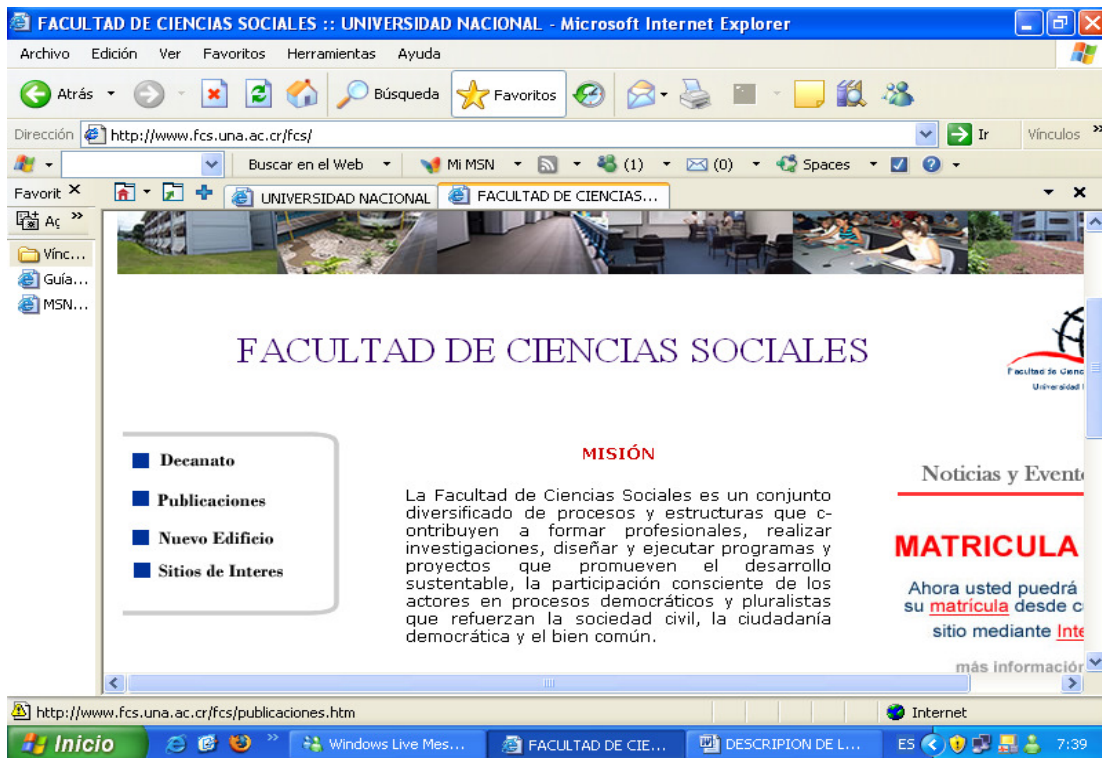 FACULTAD DE CIENCIAS SOCIALES :: UNIVERSIDAD NACIONAL - Microsoft Internet Explorer
Archivo Edición Ver Favoritos Herramientas Ayuda
Atrás Búsqueda Favoritos
Dirección http://www.fcs.una.ac.cr/fcs/ Ir Vínculos
Buscar en el Web Mi MSN (1) (0) Spaces
Favorit UNIVERSIDAD NACIONAL FACULTAD DE CIENCIAS...
Aç
Vínc...
Guía...
MSN...
FACULTAD DE CIENCIAS SOCIALES
Facultad de Cienc
Universidad
Decanato
Publicaciones
Nuevo Edificio
Sitios de Interes
MISIÓN
La Facultad de Ciencias Sociales es un conjunto
diversificado de procesos y estructuras que c-
ontribuyen a formar profesionales, realizar
investigaciones, diseñar y ejecutar programas y
proyectos que promueven el desarrollo
sustentable, la participación consciente de los
actores en procesos democráticos y pluralistas
que refuerzan la sociedad civil, la ciudadanía
democrática y el bien común.
Noticias y Evento
MATRICULA
Ahora usted puedrá
su matrícula desde c
sitio mediante Inte
más información
http://www.fcs.una.ac.cr/fcs/publicaciones.htm Internet
Inicio Windows Live Mes... FACULTAD DE CIE... DESCRIPION DE L... ES 7:39